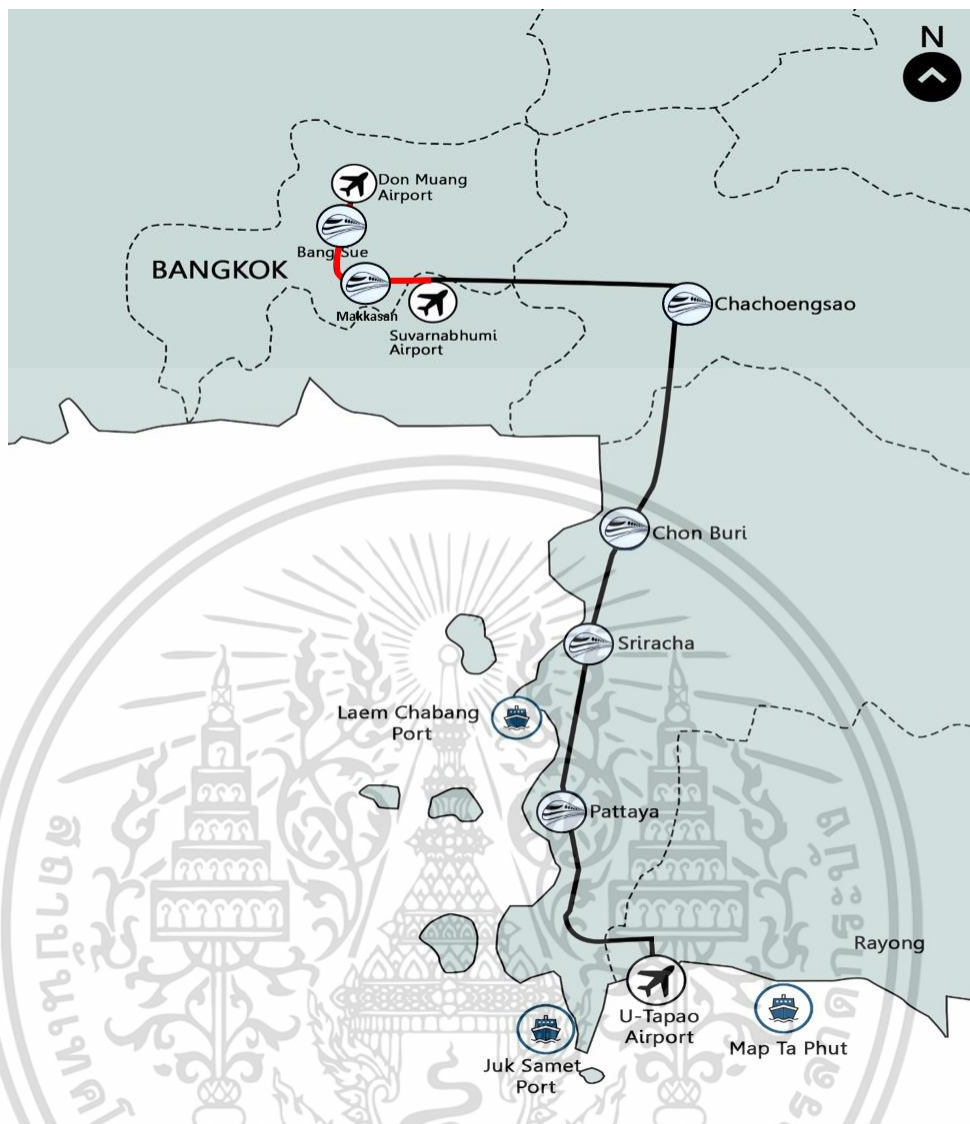 N
Don Muang
Airport
Bang Sue
BANGKOK
Makkasan
Suvarnabhumi
Airport
Chachoengsao
Chon Buri
Sriracha
Laem Chabang
Port
Pattaya
Rayong
U-Tapao
Airport
Map Ta Phut
Juk Samet
Port